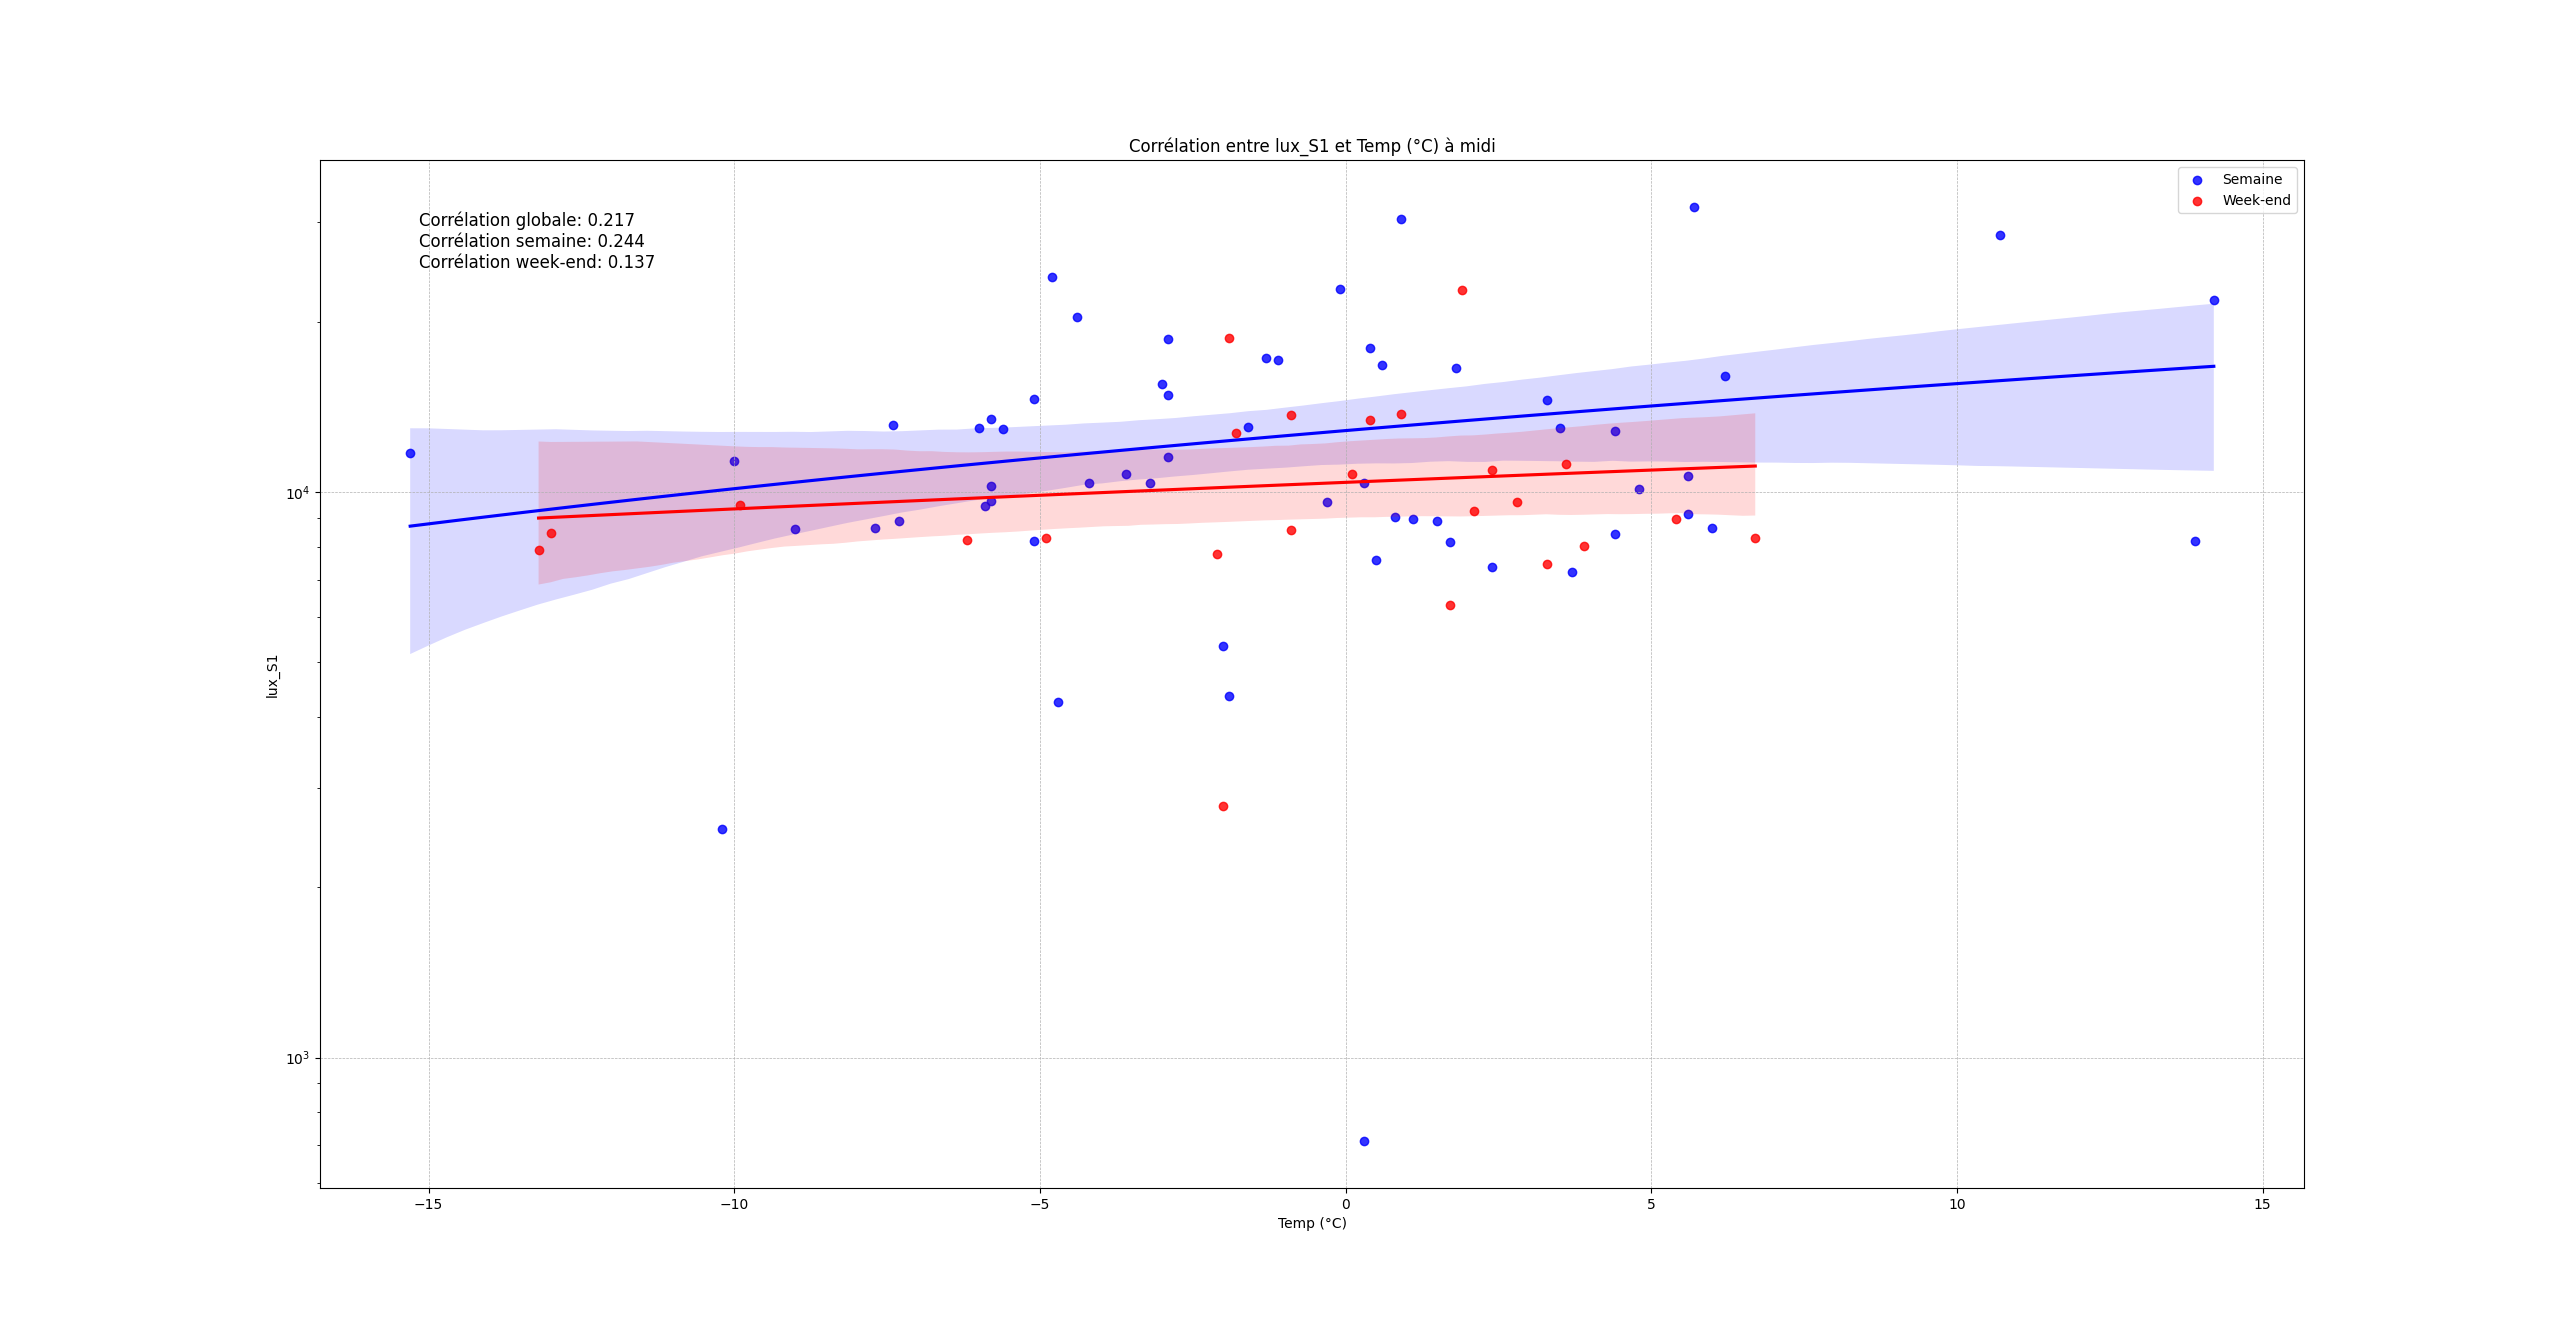 Corrélation entre lux_S1 et Temp (°C) à midi
Semaine
Week-end
Corrélation globale: 0.217
Corrélation semaine: 0.244
Corrélation week-end: 0.137
10⁴
10³
lux_S1
−15 −10 −5 0 5 10 15
Temp (°C)